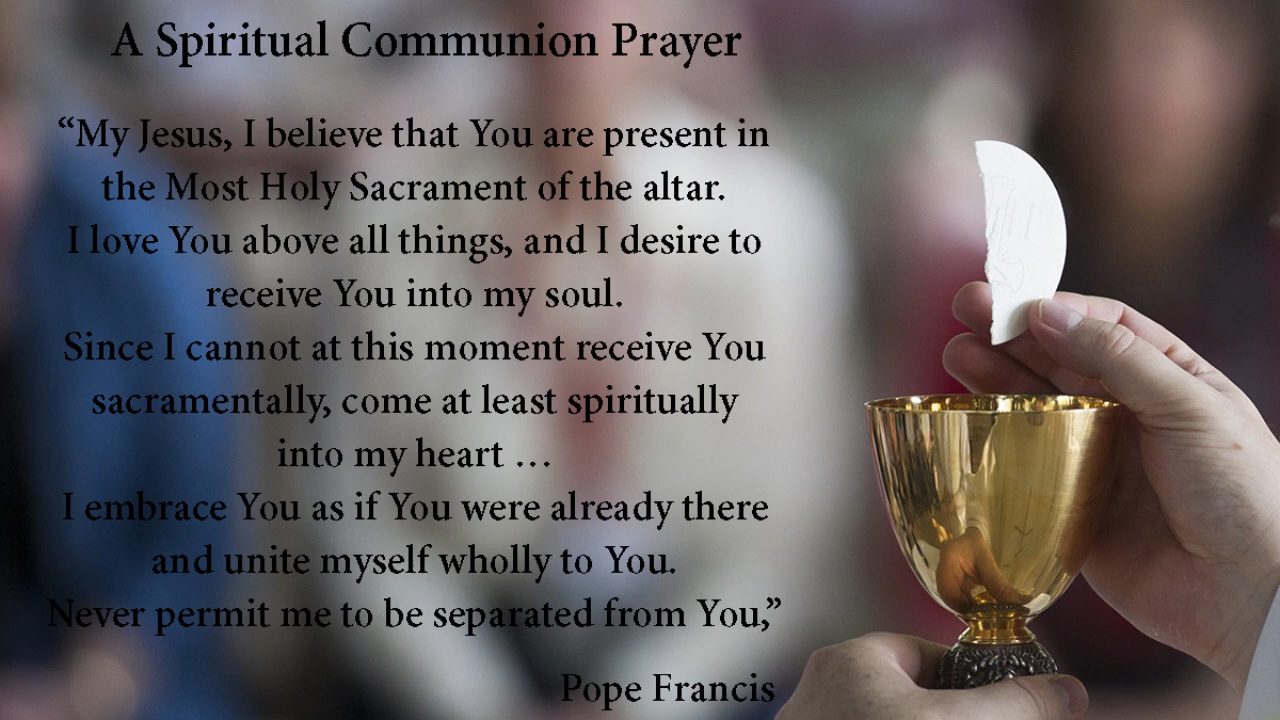 A Spiritual Communion Prayer
“My Jesus, I believe that You are present in
the Most Holy Sacrament of the altar.
I love You above all things, and I desire to
receive You into my soul.
Since I cannot at this moment receive You
sacramentally, come at least spiritually
into my heart …
I embrace You as if You were already there
and unite myself wholly to You.
Never permit me to be separated from You,”
Pope Francis